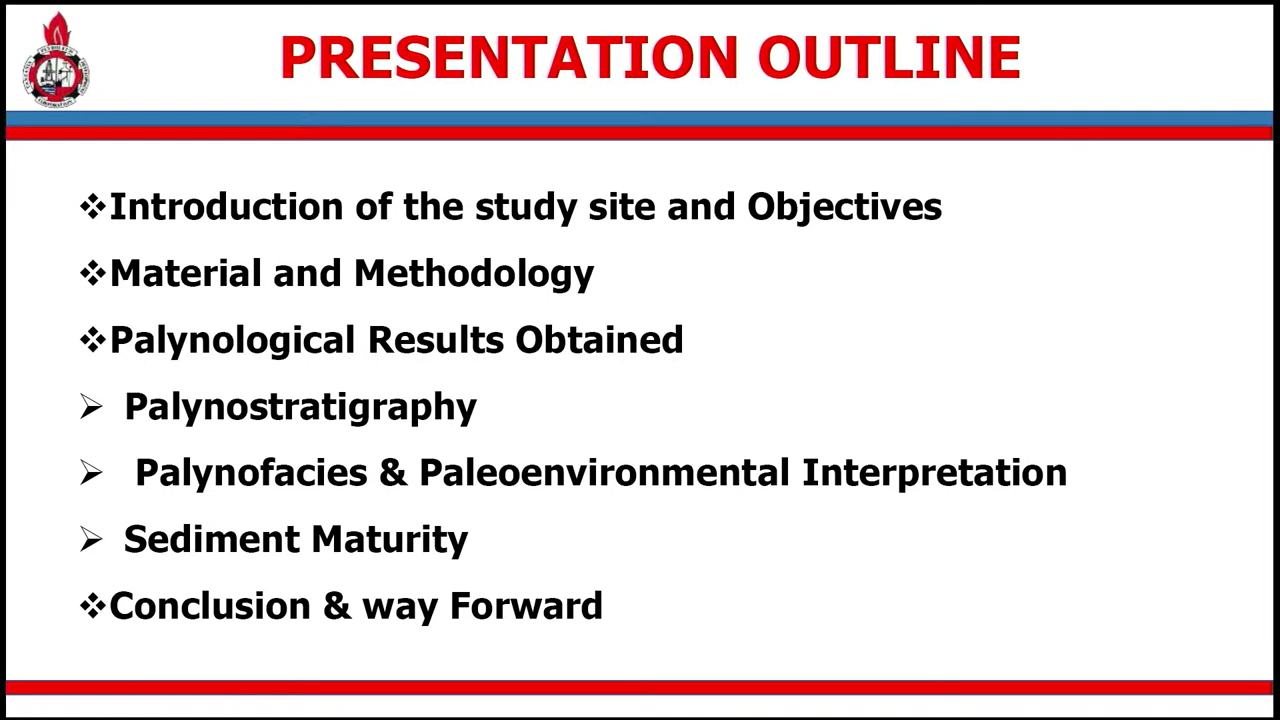 PRESENTATION OUTLINE
❖Introduction of the study site and Objectives
❖Material and Methodology
❖Palynological Results Obtained
➢ Palynostratigraphy
➢ Palynofacies & Paleoenvironmental Interpretation
➢ Sediment Maturity
❖Conclusion & way Forward